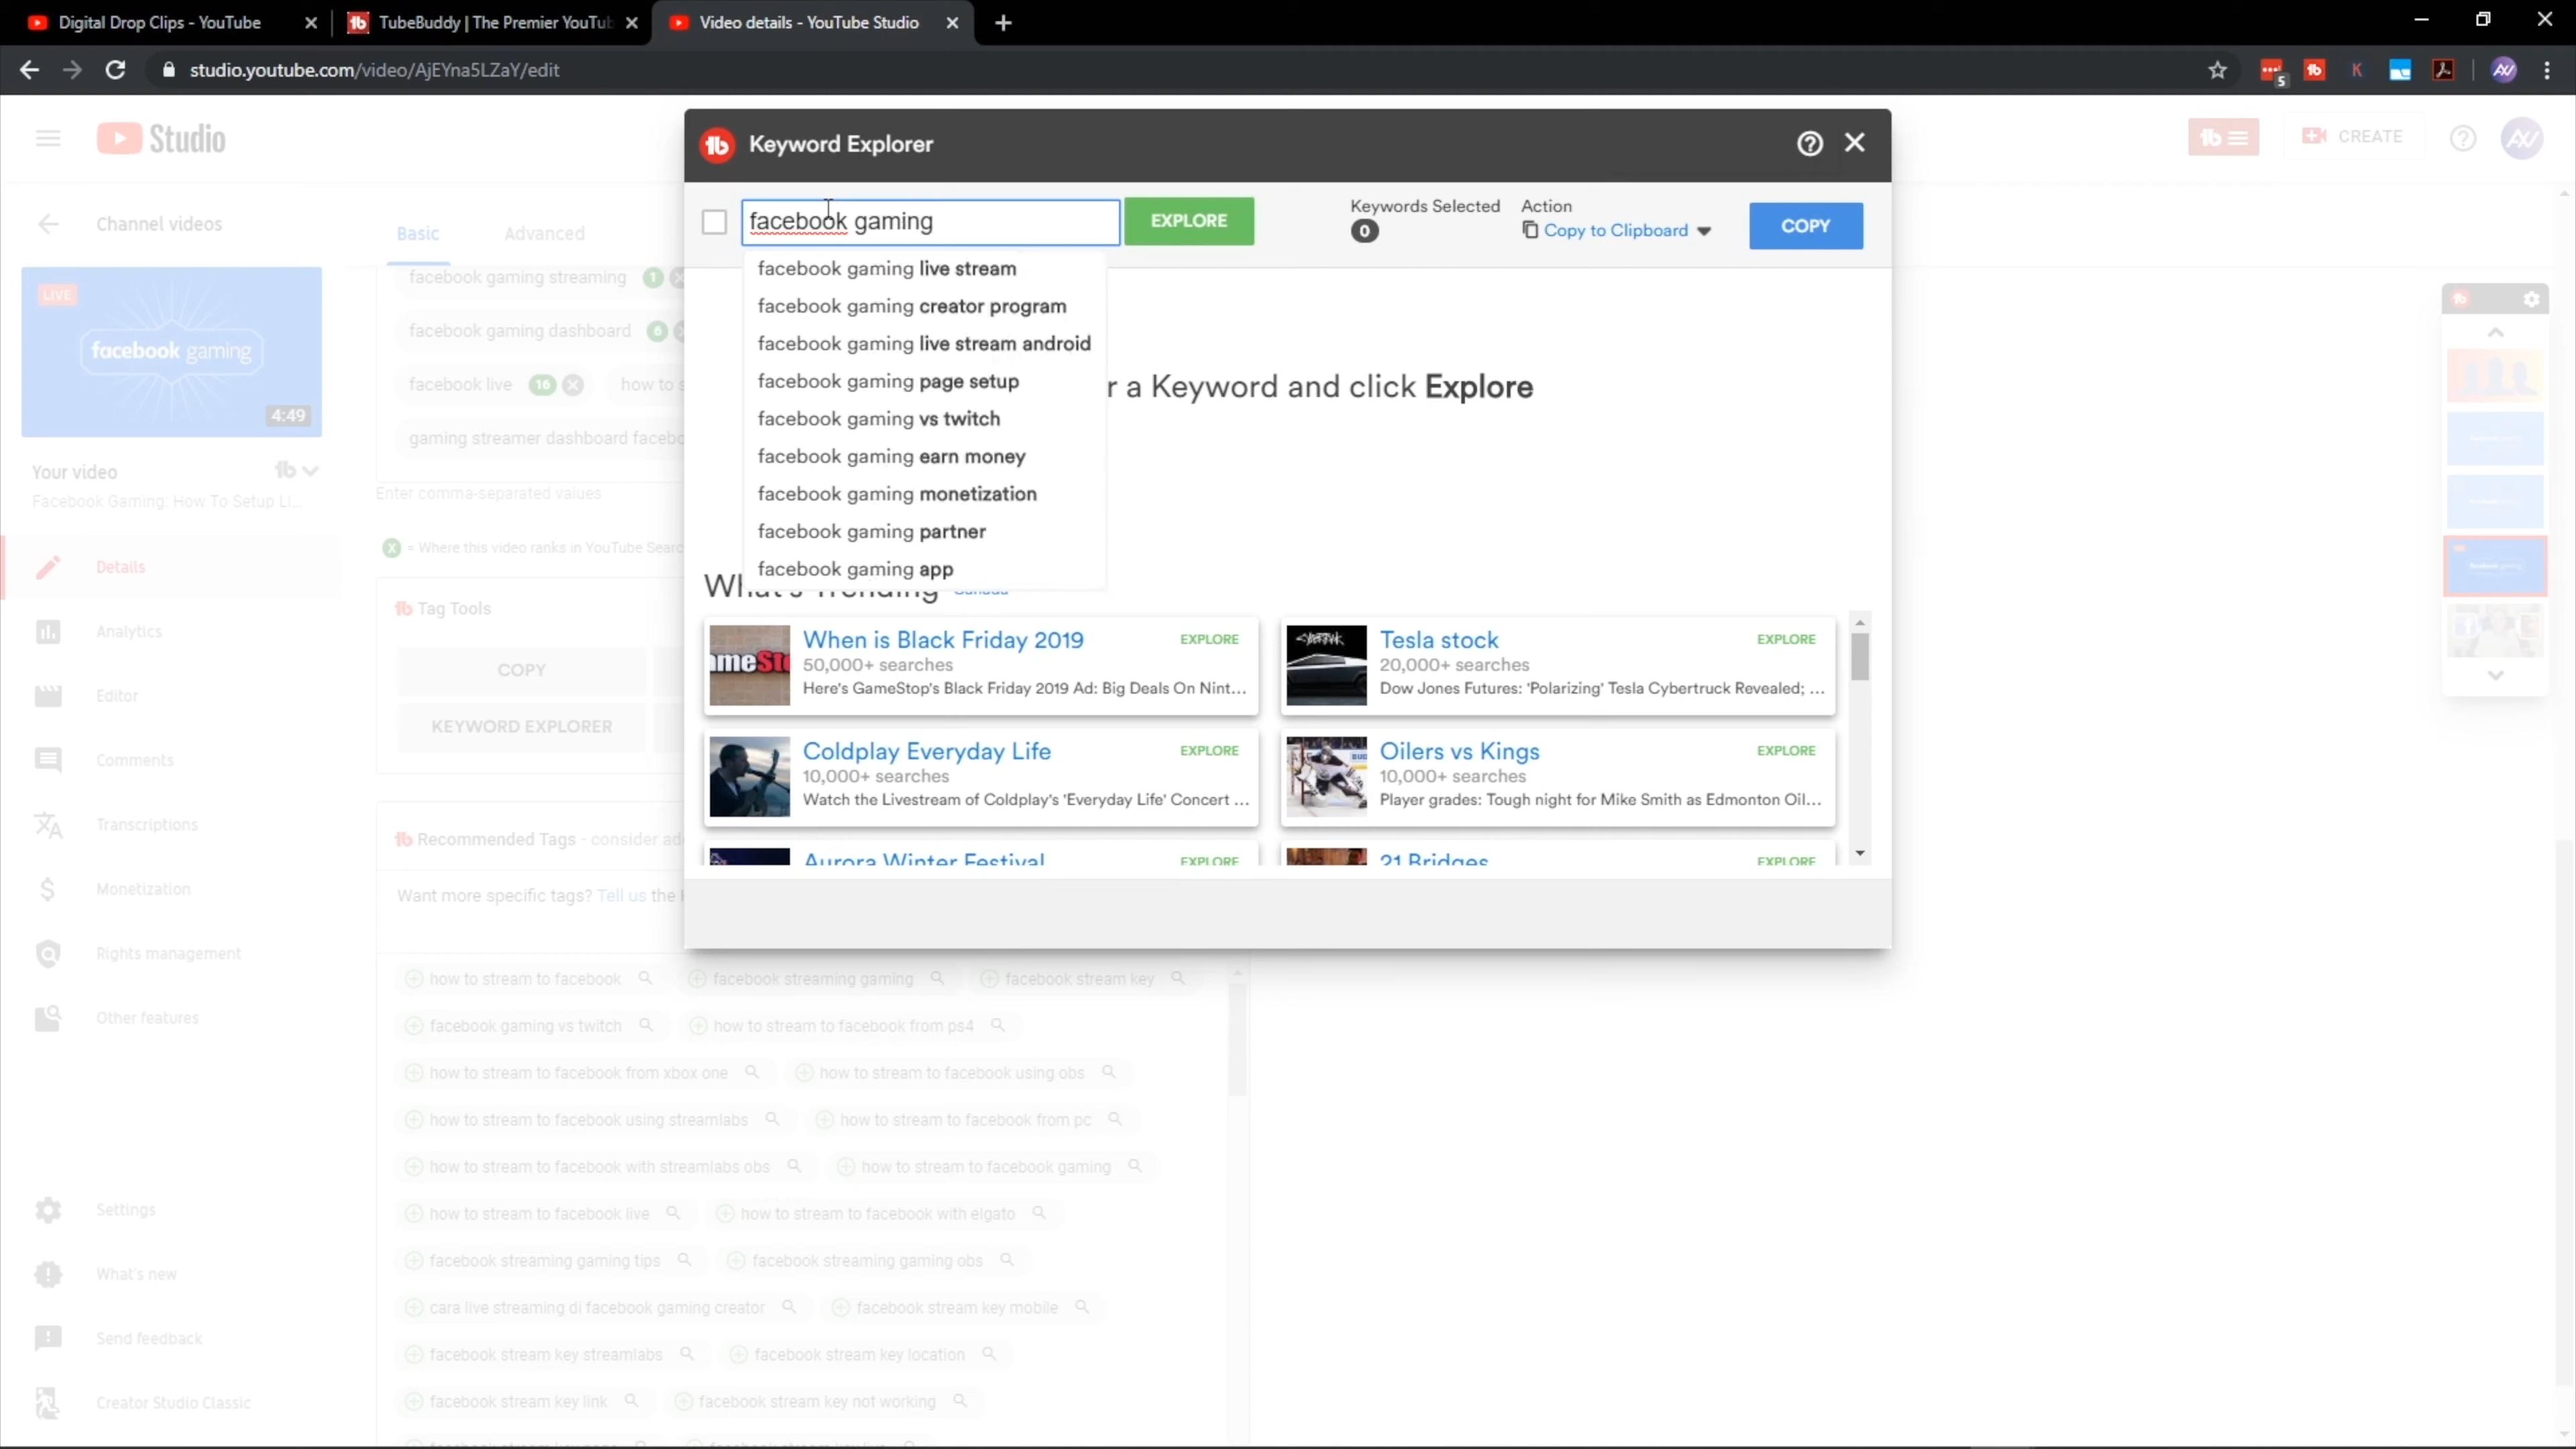 Digital Drop Clips - YouTube
TubeBuddy | The Premier YouTub
Video details - YouTube Studio
studio.youtube.com/video/AjEYna5LZaY/edit
5
Studio
CREATE
Keyword Explorer
facebook gaming
EXPLORE
Keywords Selected
0
Action
Copy to Clipboard
COPY
facebook gaming live stream
facebook gaming creator program
facebook gaming live stream android
facebook gaming page setup
facebook gaming vs twitch
facebook gaming earn money
facebook gaming monetization
facebook gaming partner
facebook gaming app
r a Keyword and click Explore
What's Trending
Canada
When is Black Friday 2019
EXPLORE
50,000+ searches
Here's GameStop's Black Friday 2019 Ad: Big Deals On Nint...
Tesla stock
EXPLORE
20,000+ searches
Dow Jones Futures: 'Polarizing' Tesla Cybertruck Revealed; ...
Coldplay Everyday Life
EXPLORE
10,000+ searches
Watch the Livestream of Coldplay's 'Everyday Life' Concert ...
Oilers vs Kings
EXPLORE
10,000+ searches
Player grades: Tough night for Mike Smith as Edmonton Oil...
Aurora Winter Festival
EXPLORE
21 Bridges
EXPLORE
Channel videos
LIVE
facebook gaming
4:49
Your video
Facebook Gaming: How To Setup Li...
Details
Analytics
Editor
Comments
Transcriptions
Monetization
Rights management
Other features
Settings
What's new
Send feedback
Creator Studio Classic
Basic
Advanced
facebook gaming streaming 1
facebook gaming dashboard 6
facebook live 16
how to s
gaming streamer dashboard facebo
Enter comma-separated values
X = Where this video ranks in YouTube Searc
Tag Tools
COPY
KEYWORD EXPLORER
Recommended Tags - consider ad
Want more specific tags? Tell us the
how to stream to facebook
facebook streaming gaming
facebook stream key
facebook gaming vs twitch
how to stream to facebook from ps4
how to stream to facebook from xbox one
how to stream to facebook using obs
how to stream to facebook using streamlabs
how to stream to facebook from pc
how to stream to facebook with streamlabs obs
how to stream to facebook gaming
how to stream to facebook live
how to stream to facebook with elgato
facebook streaming gaming tips
facebook streaming gaming obs
cara live streaming di facebook gaming creator
facebook stream key mobile
facebook stream key streamlabs
facebook stream key location
facebook stream key link
facebook stream key not working